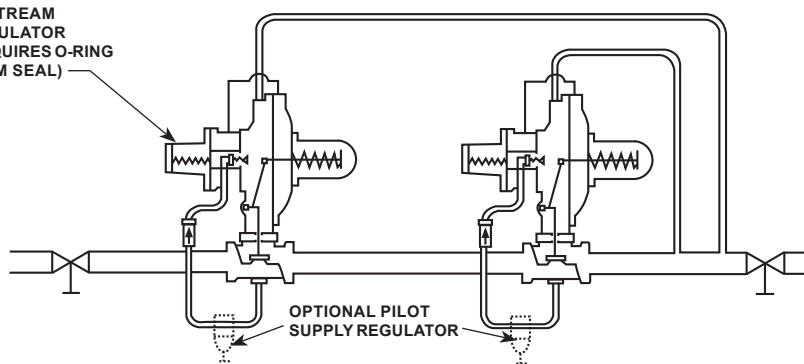 TREAM
ULATOR
QUIRES O-RING
M SEAL)
OPTIONAL PILOT
SUPPLY REGULATOR